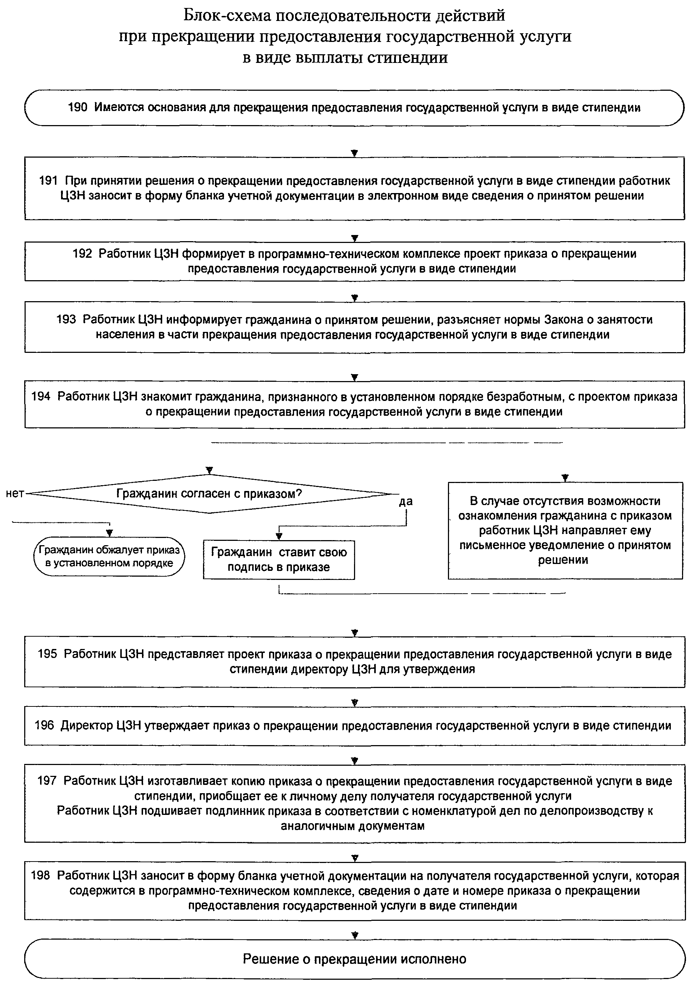 Блок-схема последовательности действий
при прекращении предоставления государственной услуги
в виде выплаты стипендии
190 Имеются основания для прекращения предоставления государственной услуги в виде стипендии
191 При принятии решения о прекращении предоставления государственной услуги в виде стипендии работник
ЦЗН заносит в форму бланка учетной документации в электронном виде сведения о принятом решении
192 Работник ЦЗН формирует в программно-техническом комплексе проект приказа о прекращении
предоставления государственной услуги в виде стипендии
193 Работник ЦЗН информирует гражданина о принятом решении, разъясняет нормы Закона о занятости
населения в части прекращения предоставления государственной услуги в виде стипендии
194 Работник ЦЗН знакомит гражданина, признанного в установленном порядке безработным, с проектом приказа
о прекращении предоставления государственной услуги в виде стипендии
нет
Гражданин согласен с приказом?
да
Гражданин обжалует приказ
в установленном порядке
Гражданин ставит свою
подпись в приказе
В случае отсутствия возможности
ознакомления гражданина с приказом
работник ЦЗН направляет ему
письменное уведомление о принятом
решении
195 Работник ЦЗН представляет проект приказа о прекращении предоставления государственной услуги в виде
стипендии директору ЦЗН для утверждения
196 Директор ЦЗН утверждает приказ о прекращении предоставления государственной услуги в виде стипендии
197 Работник ЦЗН изготавливает копию приказа о прекращении предоставления государственной услуги в виде
стипендии, приобщает ее к личному делу получателя государственной услуги
Работник ЦЗН подшивает подлинник приказа в соответствии с номенклатурой дел по делопроизводству к
аналогичным документам
198 Работник ЦЗН заносит в форму бланка учетной документации на получателя государственной услуги, которая
содержится в программно-техническом комплексе, сведения о дате и номере приказа о прекращении
предоставления государственной услуги в виде стипендии
Решение о прекращении исполнено